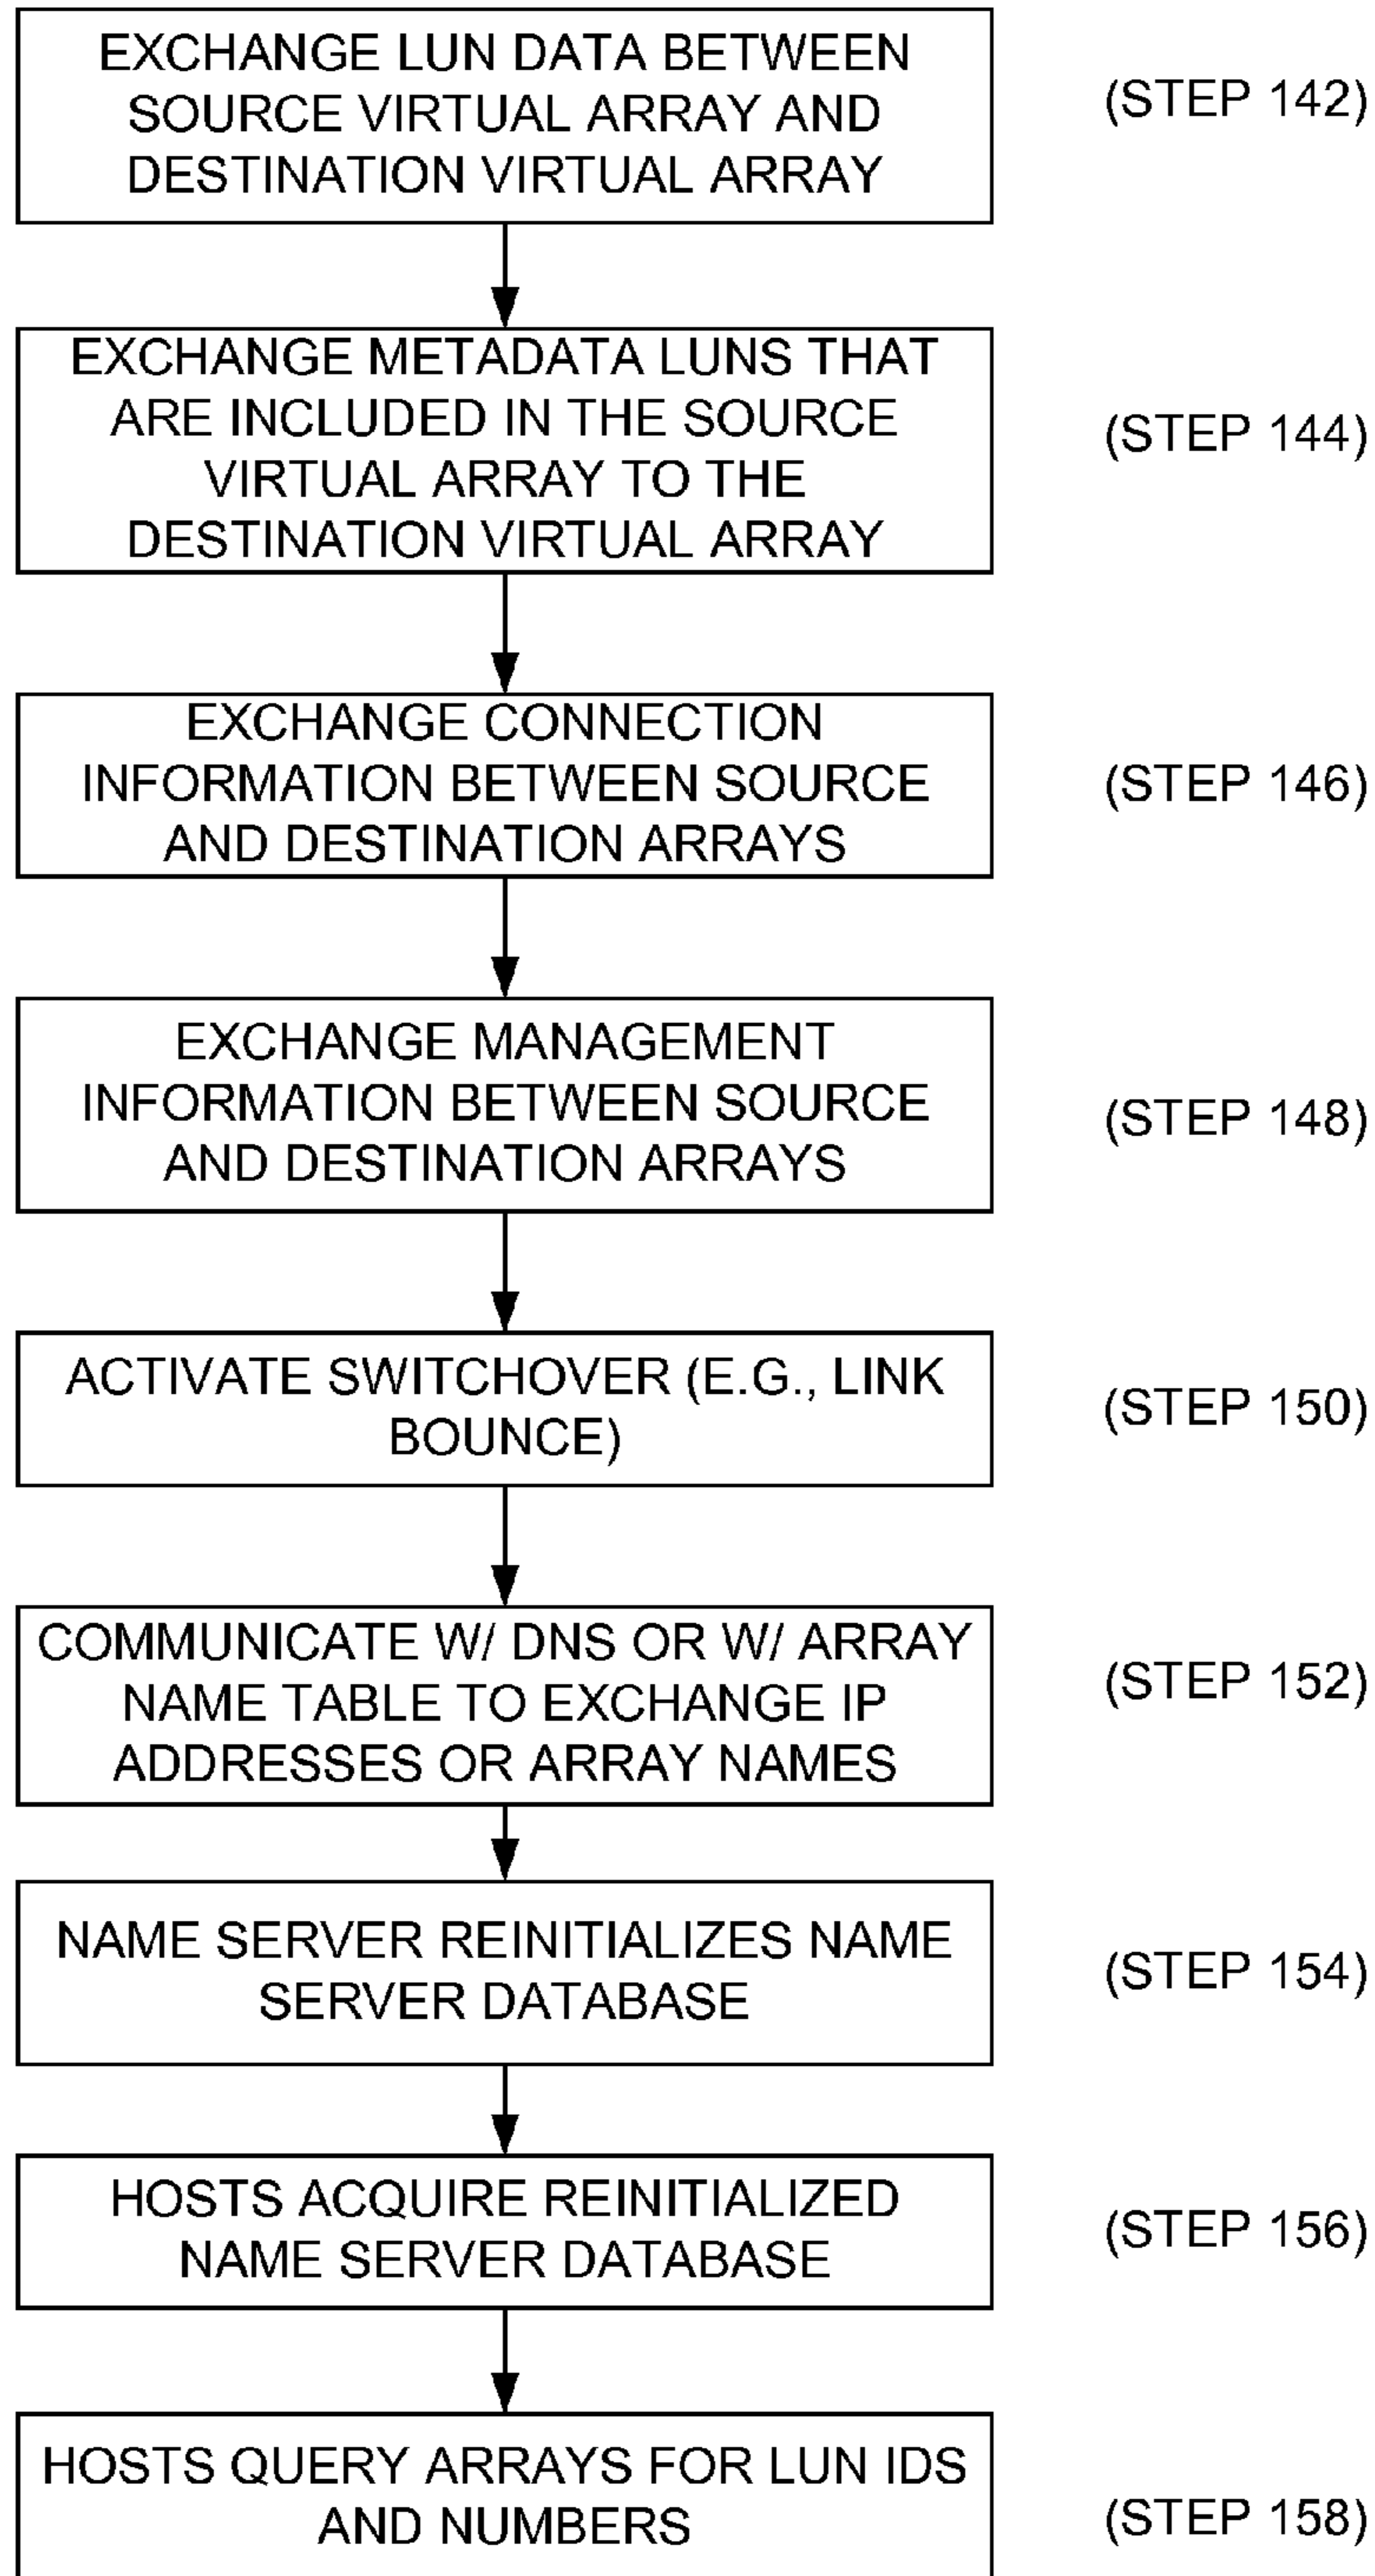 EXCHANGE LUN DATA BETWEEN
SOURCE VIRTUAL ARRAY AND
DESTINATION VIRTUAL ARRAY
(STEP 142)
EXCHANGE METADATA LUNS THAT
ARE INCLUDED IN THE SOURCE
VIRTUAL ARRAY TO THE
DESTINATION VIRTUAL ARRAY
(STEP 144)
EXCHANGE CONNECTION
INFORMATION BETWEEN SOURCE
AND DESTINATION ARRAYS
(STEP 146)
EXCHANGE MANAGEMENT
INFORMATION BETWEEN SOURCE
AND DESTINATION ARRAYS
(STEP 148)
ACTIVATE SWITCHOVER (E.G., LINK
BOUNCE)
(STEP 150)
COMMUNICATE W/ DNS OR W/ ARRAY
NAME TABLE TO EXCHANGE IP
ADDRESSES OR ARRAY NAMES
(STEP 152)
NAME SERVER REINITIALIZES NAME
SERVER DATABASE
(STEP 154)
HOSTS ACQUIRE REINITIALIZED
NAME SERVER DATABASE
(STEP 156)
HOSTS QUERY ARRAYS FOR LUN IDS
AND NUMBERS
(STEP 158)